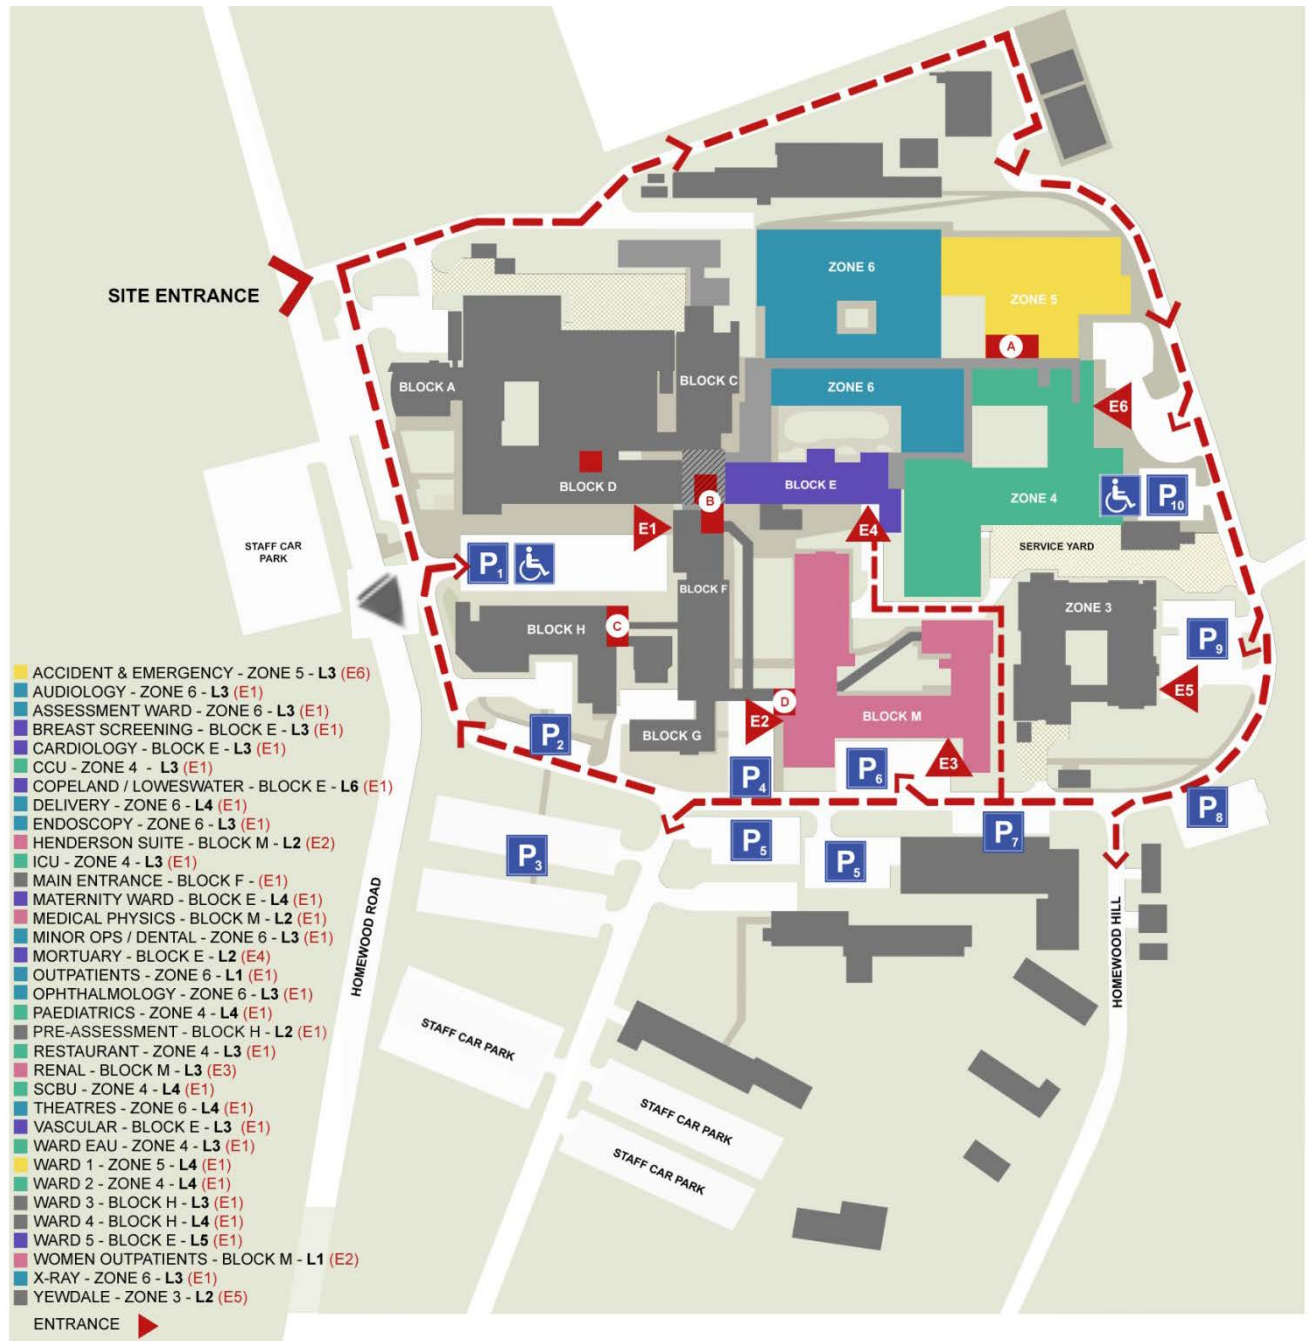 SITE ENTRANCE
ZONE 6
ZONE 5
A
BLOCK A
BLOCK C
ZONE 6
E6
BLOCK D
B
BLOCK E
ZONE 4
P10
E1
E4
STAFF CAR
PARK
SERVICE YARD
P1
BLOCK F
ZONE 3
BLOCK H
C
P9
E5
D
E2
BLOCK M
P2
BLOCK G
E3
P4
P6
P8
P3
P5
P5
P7
HOMEWOOD ROAD
HOMEWOOD HILL
STAFF CAR PARK
STAFF CAR PARK
STAFF CAR PARK
ACCIDENT & EMERGENCY - ZONE 5 - L3 (E6)
AUDIOLOGY - ZONE 6 - L3 (E1)
ASSESSMENT WARD - ZONE 6 - L3 (E1)
BREAST SCREENING - BLOCK E - L3 (E1)
CARDIOLOGY - BLOCK E - L3 (E1)
CCU - ZONE 4 - L3 (E1)
COPELAND / LOWESWATER - BLOCK E - L6 (E1)
DELIVERY - ZONE 6 - L4 (E1)
ENDOSCOPY - ZONE 6 - L3 (E1)
HENDERSON SUITE - BLOCK M - L2 (E2)
ICU - ZONE 4 - L3 (E1)
MAIN ENTRANCE - BLOCK F - (E1)
MATERNITY WARD - BLOCK E - L4 (E1)
MEDICAL PHYSICS - BLOCK M - L2 (E1)
MINOR OPS / DENTAL - ZONE 6 - L3 (E1)
MORTUARY - BLOCK E - L2 (E4)
OUTPATIENTS - ZONE 6 - L1 (E1)
OPHTHALMOLOGY - ZONE 6 - L3 (E1)
PAEDIATRICS - ZONE 4 - L4 (E1)
PRE-ASSESSMENT - BLOCK H - L2 (E1)
RESTAURANT - ZONE 4 - L3 (E1)
RENAL - BLOCK M - L3 (E3)
SCBU - ZONE 4 - L4 (E1)
THEATRES - ZONE 6 - L4 (E1)
VASCULAR - BLOCK E - L3 (E1)
WARD EAU - ZONE 4 - L3 (E1)
WARD 1 - ZONE 5 - L4 (E1)
WARD 2 - ZONE 4 - L4 (E1)
WARD 3 - BLOCK H - L3 (E1)
WARD 4 - BLOCK H - L4 (E1)
WARD 5 - BLOCK E - L5 (E1)
WOMEN OUTPATIENTS - BLOCK M - L1 (E2)
X-RAY - ZONE 6 - L3 (E1)
YEWDALE - ZONE 3 - L2 (E5)
ENTRANCE